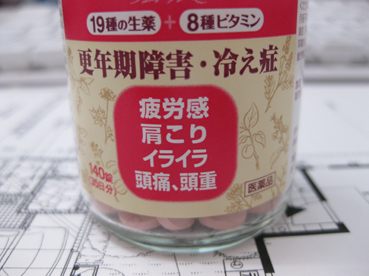 19種の生薬 + 8種ビタミン
更年期障害・冷え症
疲労感
肩こり
イライラ
頭痛、頭重
140錠
医薬品